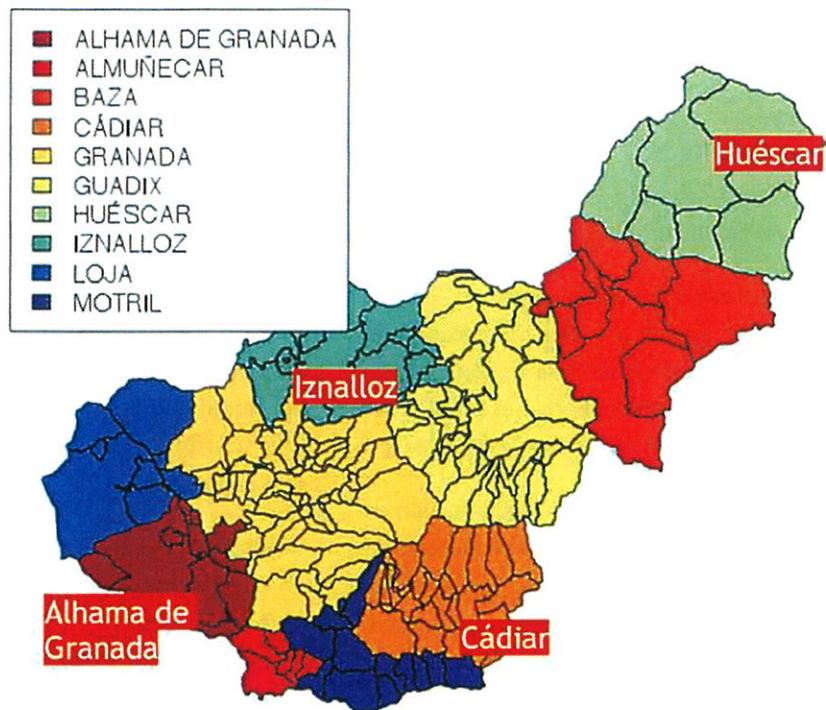 ALHAMA DE GRANADA
ALMUÑECAR
BAZA
CÁDIAR
GRANADA
GUADIX
HUÉSCAR
IZNALLOZ
LOJA
MOTRIL
Huéscar
Iznalloz
Alhama de
Granada
Cádiar